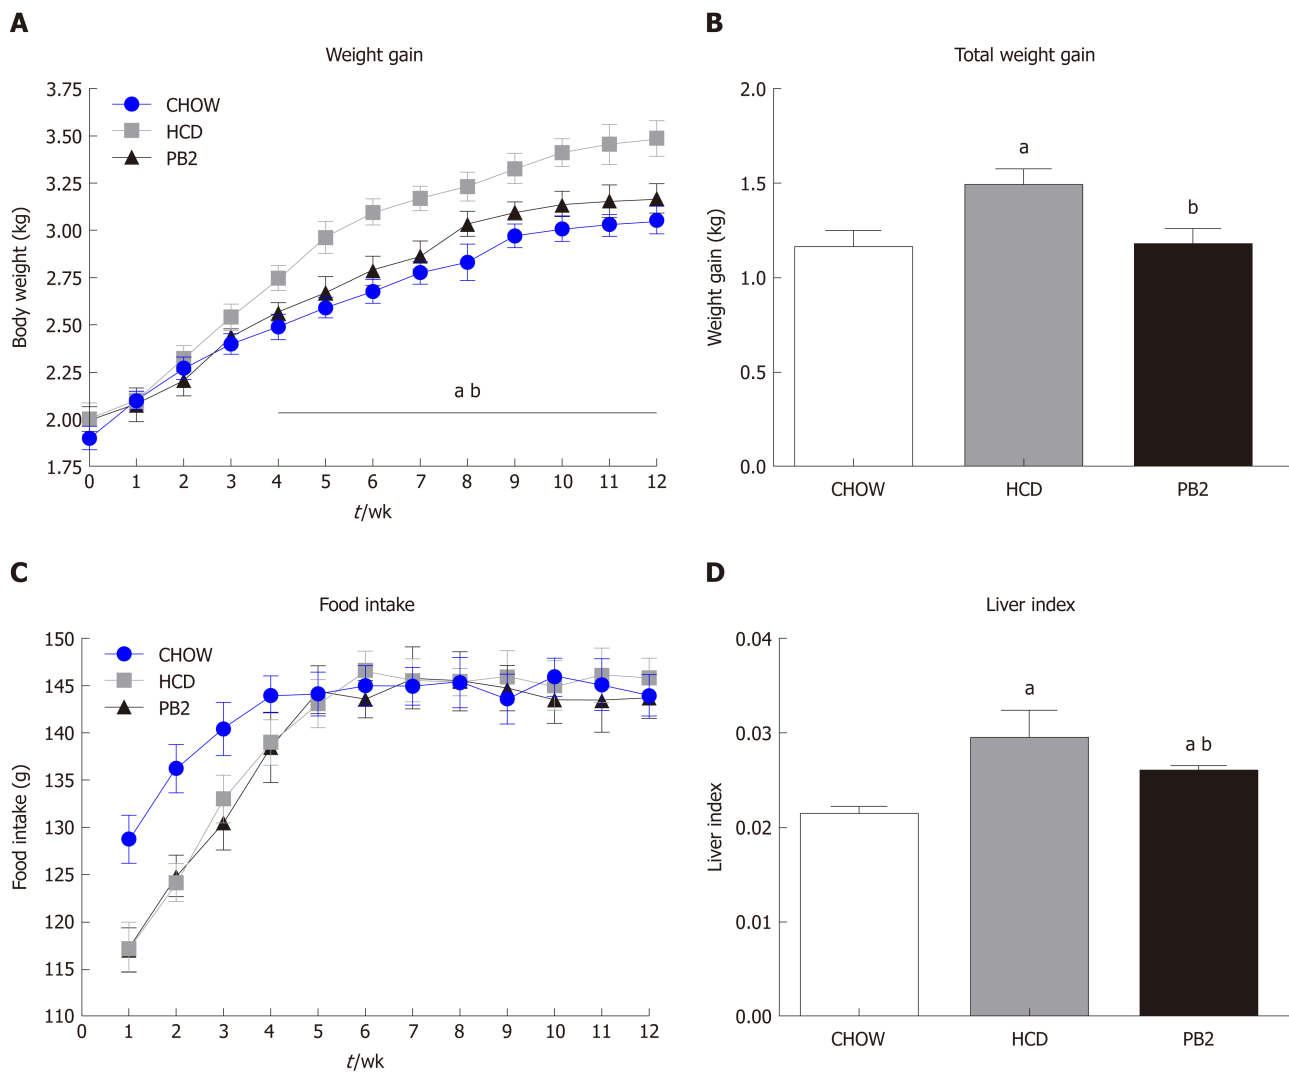 A
Weight gain
3.75
3.50
3.25
3.00
2.75
2.50
2.25
2.00
1.75
Body weight (kg)
CHOW
HCD
PB2
a b
0 1 2 3 4 5 6 7 8 9 10 11 12
t/wk
B
Total weight gain
2.0
1.5
1.0
0.5
0.0
Weight gain (kg)
a
b
CHOW HCD PB2
C
Food intake
150
145
140
135
130
125
120
115
110
Food intake (g)
CHOW
HCD
PB2
0 1 2 3 4 5 6 7 8 9 10 11 12
t/wk
D
Liver index
0.04
0.03
0.02
0.01
0.00
Liver index
a
a b
CHOW HCD PB2